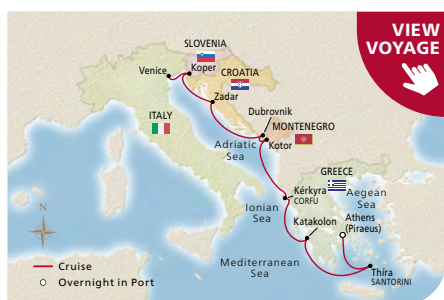 VIEW
VOYAGE
SLOVENIA
Venice
Koper
CROATIA
Zadar
ITALY
Dubrovnik
MONTENEGRO
Kotor
Adriatic
Sea
GREECE
Kérkyra
CORFU
Aegean
Sea
Ionian
Sea
Athens
(Piraeus)
Katakolon
N
Mediterranean
Sea
Thíra
SANTORINI
Cruise
Overnight in Port